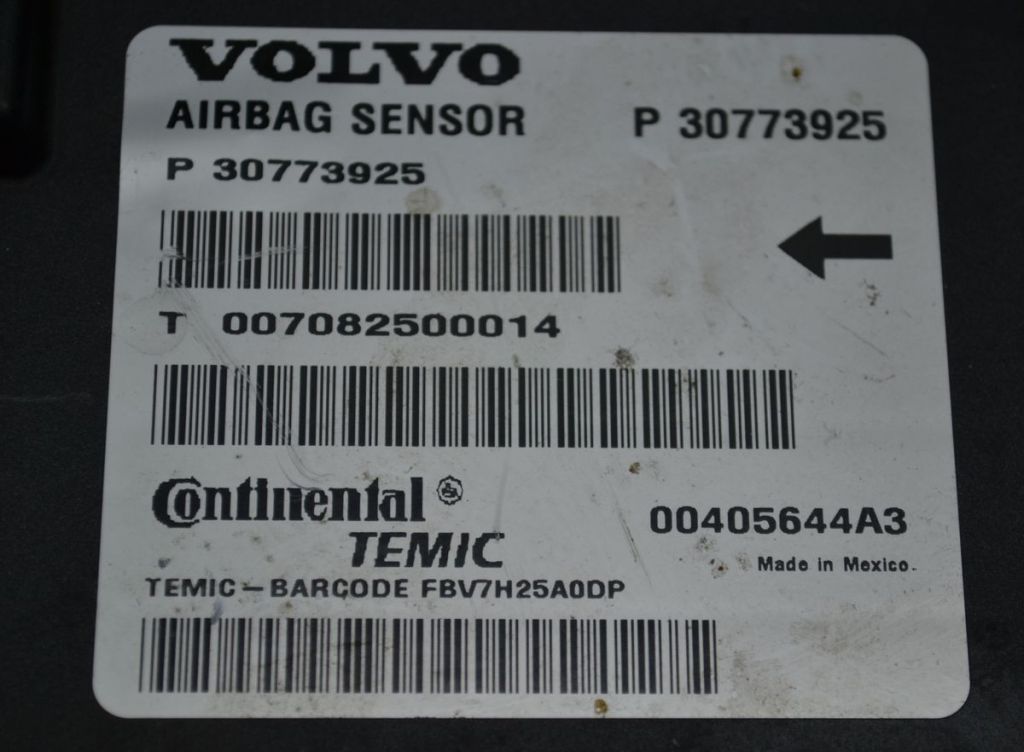 VOLVO
AIRBAG SENSOR
P 30773925
P 30773925
T 007082500014
Continental
TEMIC
00405644A3
Made in Mexico.
TEMIC-BARCODE FBV7H25A0DP